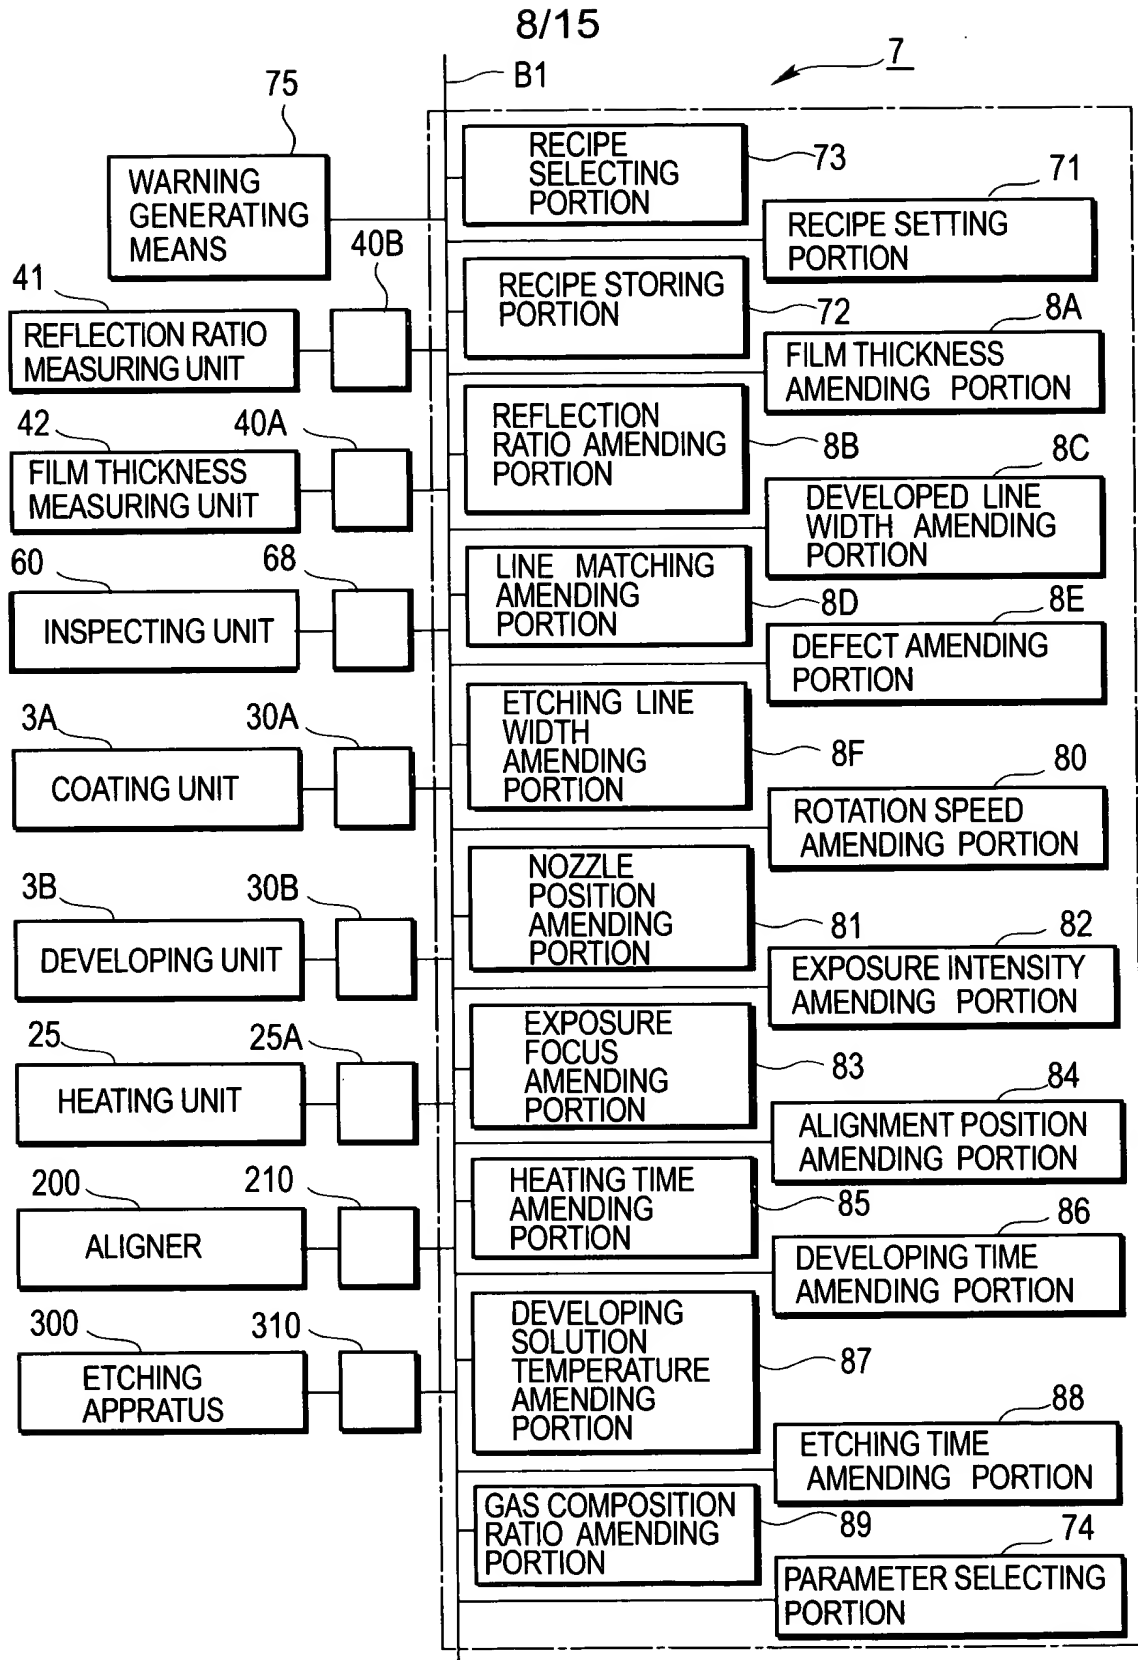 8/15
7
B1
75
WARNING
GENERATING
MEANS
RECIPE
SELECTING
PORTION
73
71
RECIPE SETTING
PORTION
41
40B
REFLECTION RATIO
MEASURING UNIT
RECIPE STORING
PORTION
72
8A
FILM THICKNESS
AMENDING PORTION
42
40A
FILM THICKNESS
MEASURING UNIT
REFLECTION
RATIO AMENDING
PORTION
8B
8C
DEVELOPED LINE
WIDTH AMENDING
PORTION
60
68
INSPECTING UNIT
LINE MATCHING
AMENDING
PORTION
8D
8E
DEFECT AMENDING
PORTION
3A
30A
COATING UNIT
ETCHING LINE
WIDTH
AMENDING
PORTION
8F
80
ROTATION SPEED
AMENDING PORTION
3B
30B
DEVELOPING UNIT
NOZZLE
POSITION
AMENDING
PORTION
81
82
EXPOSURE INTENSITY
AMENDING PORTION
25
25A
HEATING UNIT
EXPOSURE
FOCUS
AMENDING
PORTION
83
84
ALIGNMENT POSITION
AMENDING PORTION
200
210
ALIGNER
HEATING TIME
AMENDING
PORTION
85
86
DEVELOPING TIME
AMENDING PORTION
300
310
ETCHING
APPRATUS
DEVELOPING
SOLUTION
TEMPERATURE
AMENDING
PORTION
87
88
ETCHING TIME
AMENDING PORTION
GAS COMPOSITION
RATIO AMENDING
PORTION
89
74
PARAMETER SELECTING
PORTION